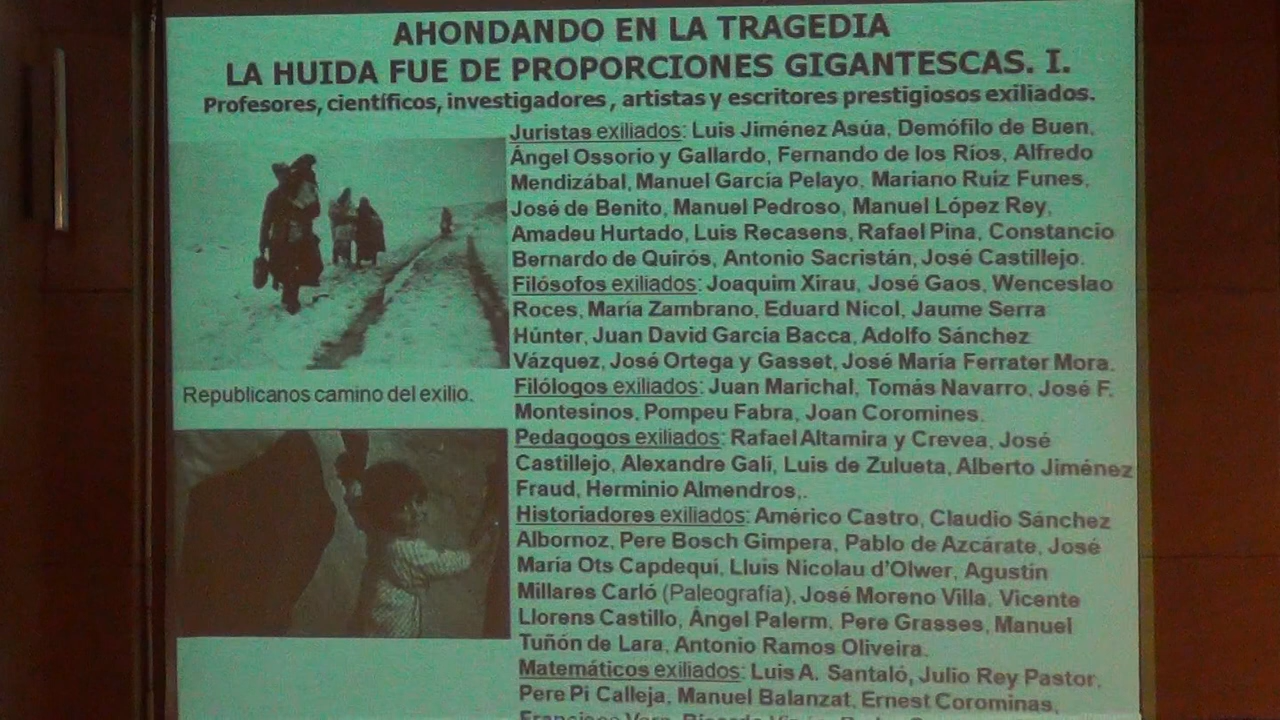 AHONDANDO EN LA TRAGEDIA
LA HUIDA FUE DE PROPORCIONES GIGANTESCAS. I.
Profesores, científicos, investigadores, artistas y escritores prestigiosos exiliados.
Juristas exiliados: Luis Jiménez Asúa, Demófilo de Buen,
Ángel Ossorio y Gallardo, Fernando de los Ríos, Alfredo
Mendizábal, Manuel García Pelayo, Mariano Ruiz Funes,
José de Benito, Manuel Pedroso, Manuel López Rey,
Amadeu Hurtado, Luis Recasens, Rafael Pina, Constancio
Bernardo de Quirós, Antonio Sacristán, José Castillejo.
Filósofos exiliados: Joaquim Xirau, José Gaos, Wenceslao
Roces, María Zambrano, Eduard Nicol, Jaume Serra
Húnter, Juan David García Bacca, Adolfo Sánchez
Vázquez, José Ortega y Gasset, José María Ferrater Mora.
Filólogos exiliados: Juan Marichal, Tomás Navarro, José F.
Montesinos, Pompeu Fabra, Joan Coromines.
Pedagogos exiliados: Rafael Altamira y Crevea, José
Castillejo, Alexandre Galí, Luis de Zulueta, Alberto Jiménez
Fraud, Herminio Almendros,.
Historiadores exiliados: Américo Castro, Claudio Sánchez
Albornoz, Pere Bosch Gimpera, Pablo de Azcárate, José
María Ots Capdequí, Lluis Nicolau d'Olwer, Agustín
Millares Carló (Paleografía), José Moreno Villa, Vicente
Llorens Castillo, Ángel Palerm, Pere Grasses, Manuel
Tuñón de Lara, Antonio Ramos Oliveira.
Matemáticos exiliados: Luis A. Santaló, Julio Rey Pastor,
Pere Pi Calleja, Manuel Balanzat, Ernest Corominas,
Republicanos camino del exilio.